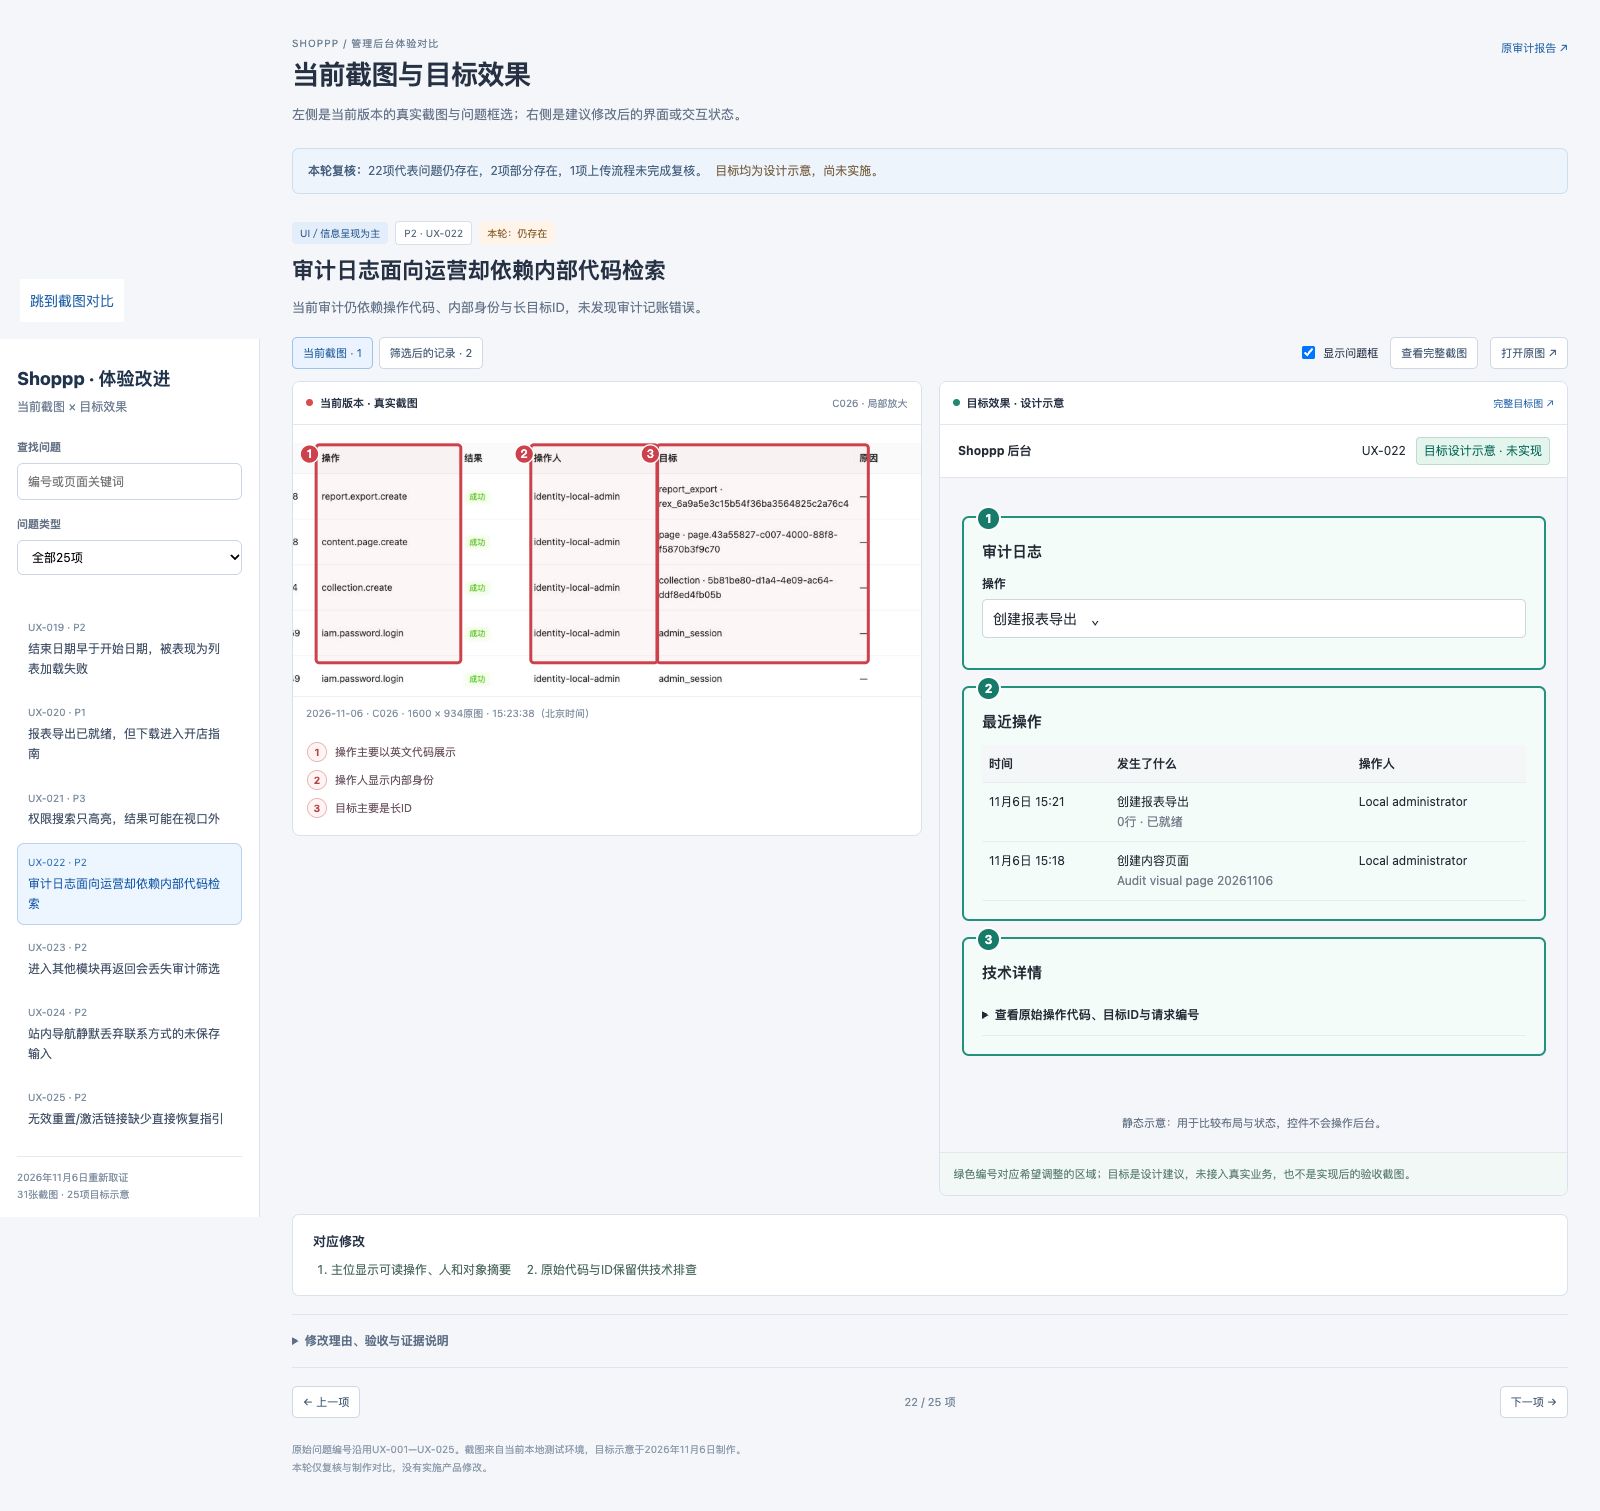 SHOPPP / 管理后台体验对比
当前截图与目标效果
原审计报告 ↗
左侧是当前版本的真实截图与问题框选；右侧是建议修改后的界面或交互状态。
本轮复核：22项代表问题仍存在，2项部分存在，1项上传流程未完成复核。 目标均为设计示意，尚未实施。
UI / 信息呈现为主
P2 · UX-022
本轮：仍存在
审计日志面向运营却依赖内部代码检索
当前审计仍依赖操作代码、内部身份与长目标ID，未发现审计记账错误。
跳到截图对比
Shoppp · 体验改进
当前截图 × 目标效果
查找问题
编号或页面关键词
问题类型
全部25项
UX-019 · P2
结束日期早于开始日期，被表现为列
表加载失败
UX-020 · P1
报表导出已就绪，但下载进入开店指
南
UX-021 · P3
权限搜索只高亮，结果可能在视口外
UX-022 · P2
审计日志面向运营却依赖内部代码检
索
UX-023 · P2
进入其他模块再返回会丢失审计筛选
UX-024 · P2
站内导航静默丢弃联系方式的未保存
输入
UX-025 · P2
无效重置/激活链接缺少直接恢复指引
2026年11月6日重新取证
31张截图 · 25项目标示意
当前截图 · 1
筛选后的记录 · 2
显示问题框
查看完整截图
打开原图 ↗
当前版本 · 真实截图
C026 · 局部放大
1 操作 结果 2 操作人 3 目标 原因
8 report.export.create 成功 identity-local-admin report_export ·
rex_6a9a5e3c15b54f36ba3564825c2a76c4 —
8 content.page.create 成功 identity-local-admin page · page.43a55827-c007-4000-88f8-
f5870b3f9c70 —
4 collection.create 成功 identity-local-admin collection · 5b81be80-d1a4-4e09-ac64-
ddf8ed4fb05b —
59 iam.password.login 成功 identity-local-admin admin_session —
49 iam.password.login 成功 identity-local-admin admin_session —
2026-11-06 · C026 · 1600 × 934原图 · 15:23:38（北京时间）
1 操作主要以英文代码展示
2 操作人显示内部身份
3 目标主要是长ID
目标效果 · 设计示意
完整目标图 ↗
Shoppp 后台
UX-022
目标设计示意 · 未实现
1
审计日志
操作
创建报表导出
2
最近操作
时间 发生了什么 操作人
11月6日 15:21 创建报表导出 Local administrator
0行 · 已就绪
11月6日 15:18 创建内容页面 Local administrator
Audit visual page 20261106
3
技术详情
查看原始操作代码、目标ID与请求编号
静态示意：用于比较布局与状态，控件不会操作后台。
绿色编号对应希望调整的区域；目标是设计建议，未接入真实业务，也不是实现后的验收截图。
对应修改
1. 主位显示可读操作、人和对象摘要 2. 原始代码与ID保留供技术排查
修改理由、验收与证据说明
← 上一项
22 / 25 项
下一项 →
原始问题编号沿用UX-001—UX-025。截图来自当前本地测试环境，目标示意于2026年11月6日制作。
本轮仅复核与制作对比，没有实施产品修改。